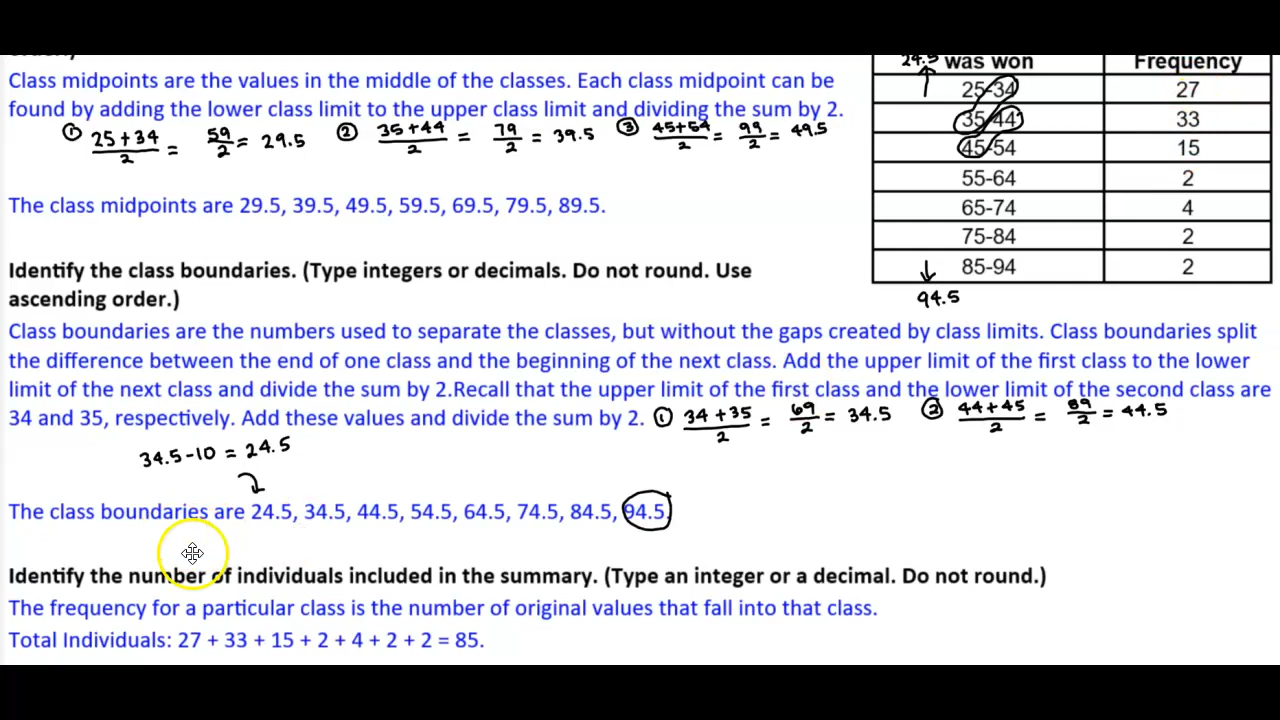 Class midpoints are the values in the middle of the classes. Each class midpoint can be
found by adding the lower class limit to the upper class limit and dividing the sum by 2.
① 25+34/2 = 59/2 = 29.5 ② 35+44/2 = 79/2 = 39.5 ③ 45+54/2 = 99/2 = 49.5
The class midpoints are 29.5, 39.5, 49.5, 59.5, 69.5, 79.5, 89.5.
Identify the class boundaries. (Type integers or decimals. Do not round. Use
ascending order.)
Class boundaries are the numbers used to separate the classes, but without the gaps created by class limits. Class boundaries split
the difference between the end of one class and the beginning of the next class. Add the upper limit of the first class to the lower
limit of the next class and divide the sum by 2.Recall that the upper limit of the first class and the lower limit of the second class are
34 and 35, respectively. Add these values and divide the sum by 2. ① 34+35/2 = 69/2 = 34.5 ② 44+45/2 = 89/2 = 44.5
34.5-10 = 24.5
The class boundaries are 24.5, 34.5, 44.5, 54.5, 64.5, 74.5, 84.5, 94.5.
Identify the number of individuals included in the summary. (Type an integer or a decimal. Do not round.)
The frequency for a particular class is the number of original values that fall into that class.
Total Individuals: 27 + 33 + 15 + 2 + 4 + 2 + 2 = 85.
24.5
was won Frequency
25-34 27
35-44 33
45-54 15
55-64 2
65-74 4
75-84 2
85-94 2
94.5